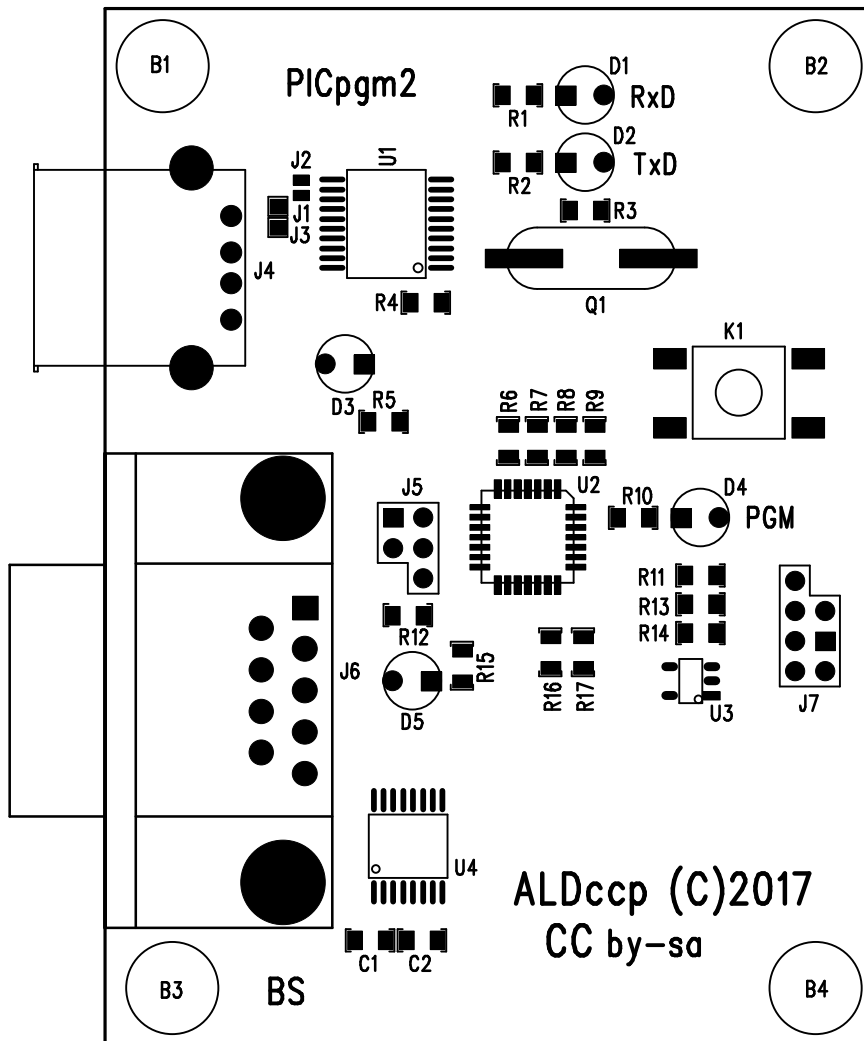 B1
B2
PICpgm2
D1
RxD
R1
D2
TxD
R2
U1
J2
J1
J3
R3
J4
R4
Q1
K1
D3
R5
R6
R7
R8
R9
U2
J5
R10
D4
PGM
R11
R13
R14
R12
R15
J6
D5
R16
R17
U3
J7
U4
ALDccp (C)2017
CC by-sa
C1
C2
B3
BS
B4